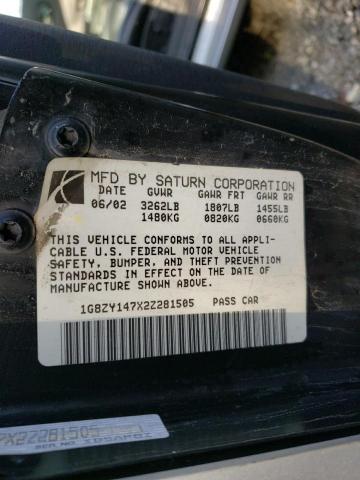 MFD BY SATURN CORPORATION
DATE GVWR GAWR FRT GAWR RR
06/02 3262LB 1807LB 1455LB
1480KG 0820KG 0660KG
THIS VEHICLE CONFORMS TO ALL APPLI-
CABLE U.S. FEDERAL MOTOR VEHICLE
SAFETY, BUMPER, AND THEFT PREVENTION
STANDARDS IN EFFECT ON THE DATE OF
MANUFACTURE SHOWN ABOVE.
1G8ZY147X2Z281505 PASS CAR
7X2Z281505